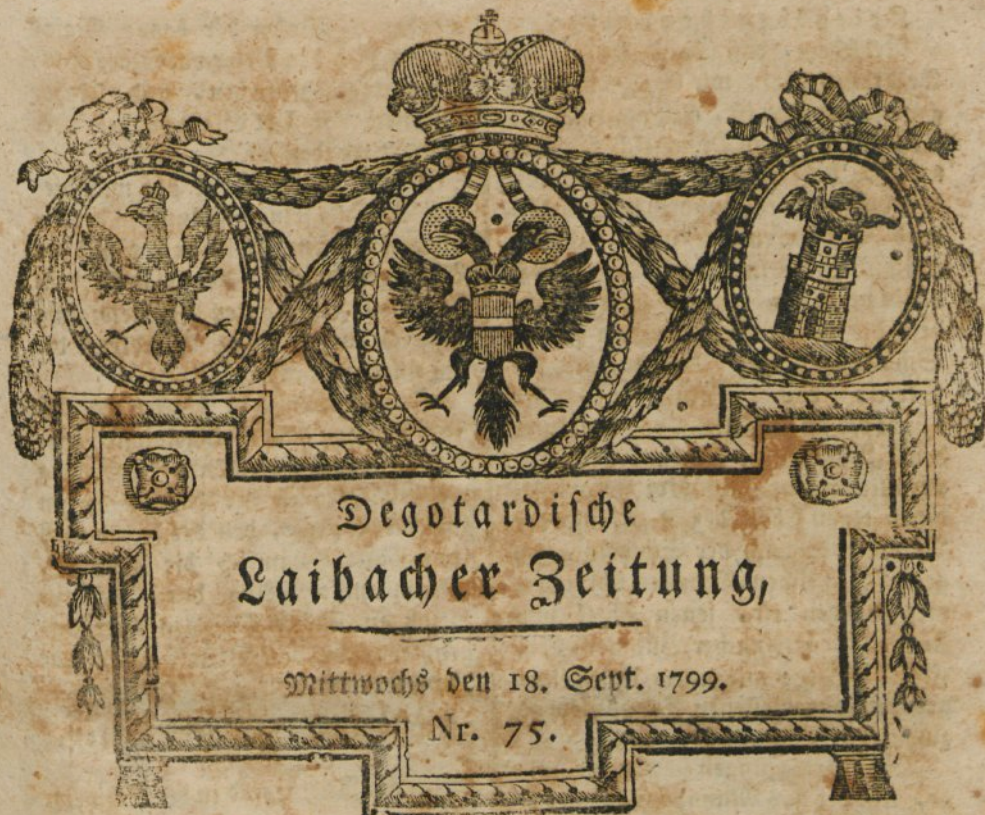 Degotardische
Laibacher Zeitung,
Mittwochs den 18. Sept. 1799.
Nr. 75.